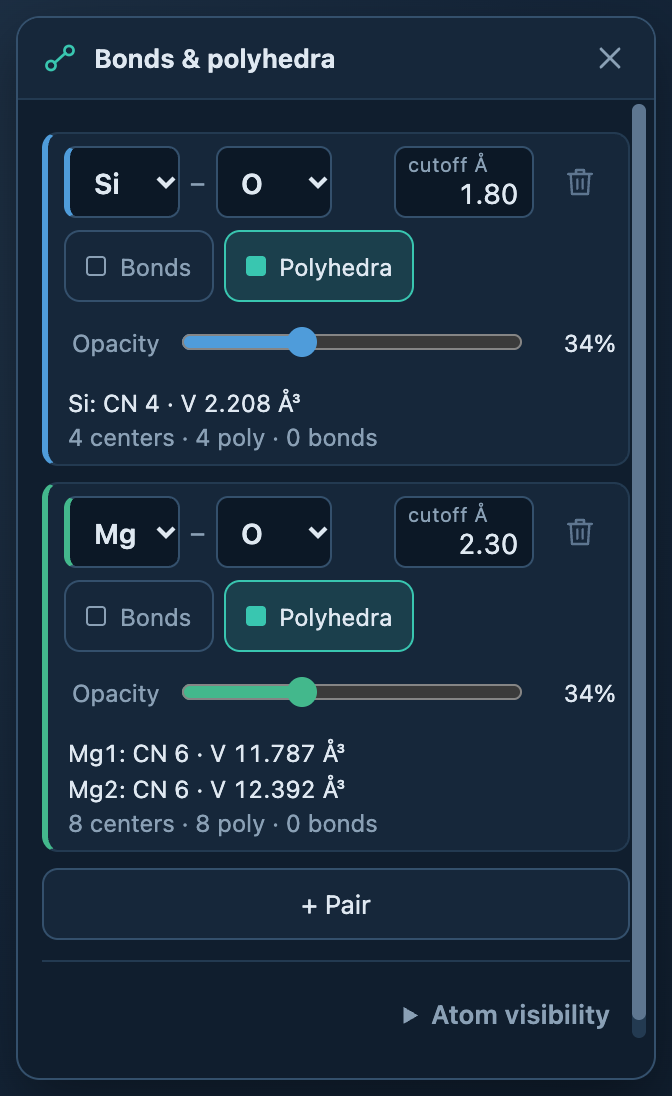 Bonds & polyhedra
Si – O cutoff Å 1.80
Bonds Polyhedra
Opacity 34%
Si: CN 4 · V 2.208 Å³
4 centers · 4 poly · 0 bonds
Mg – O cutoff Å 2.30
Bonds Polyhedra
Opacity 34%
Mg1: CN 6 · V 11.787 Å³
Mg2: CN 6 · V 12.392 Å³
8 centers · 8 poly · 0 bonds
+ Pair
Atom visibility